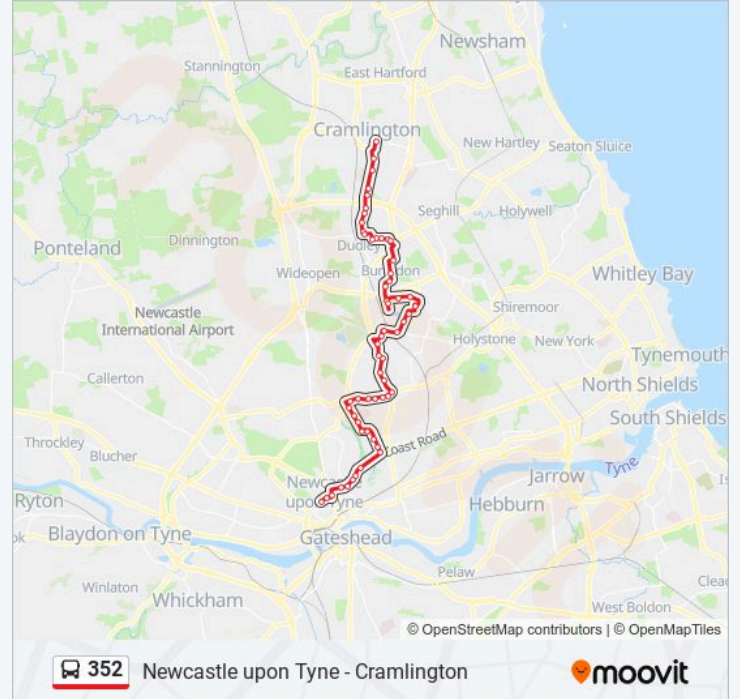 Newsham
Stannington
East Hartford
Cramlington
New Hartley
Seaton Sluice
Seghill
Holywell
Ponteland
Dinnington
Dudley
Wideopen
Whitley Bay
Newcastle
International Airport
Shiremoor
Holystone
New York
Tynemouth
Callerton
North Shields
South Shields
Throckley
Coast Road
Blucher
Tyne
Jarrow
Newcastle
upon Tyne
Ryton
Hebburn
Blaydon on Tyne
Gateshead
Pelaw
Winlaton
Whickham
West Boldon
© OpenStreetMap contributors | © OpenMapTiles
352 Newcastle upon Tyne - Cramlington
moovit